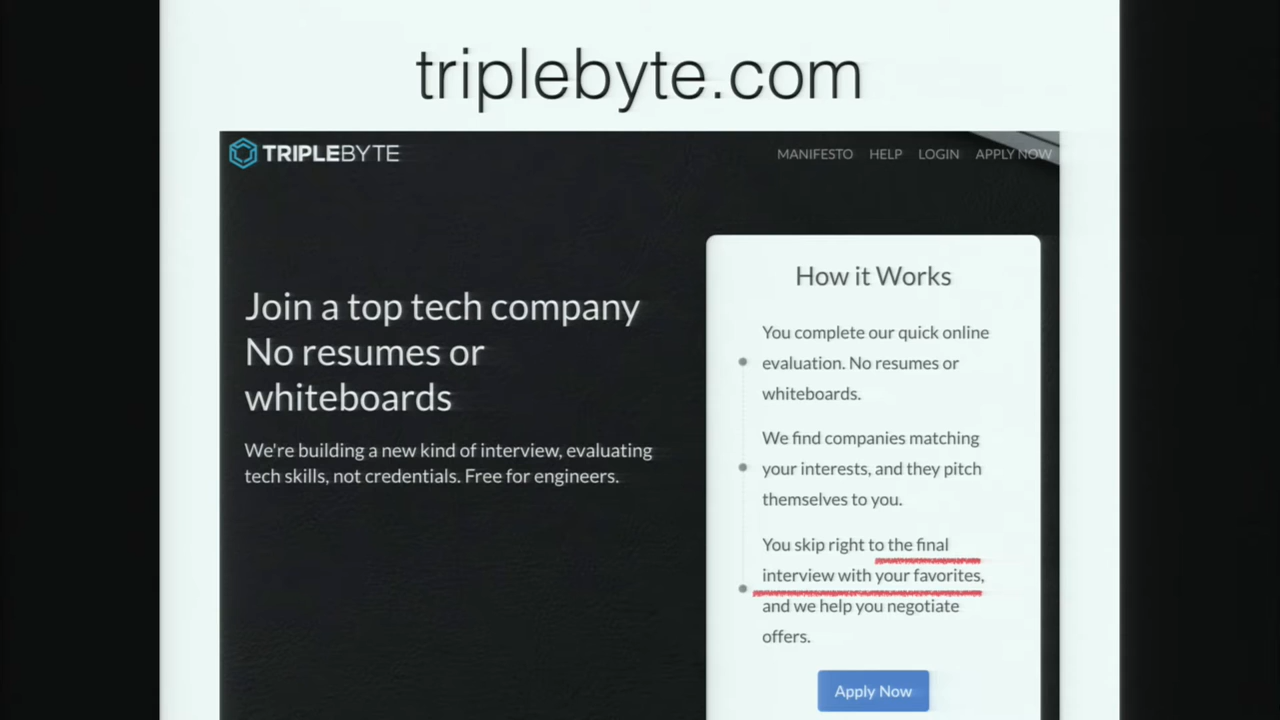 triplebyte.com
TRIPLEBYTE
MANIFESTO HELP LOGIN APPLY NOW
Join a top tech company
No resumes or
whiteboards
We're building a new kind of interview, evaluating
tech skills, not credentials. Free for engineers.
How it Works
You complete our quick online
evaluation. No resumes or
whiteboards.
We find companies matching
your interests, and they pitch
themselves to you.
You skip right to the final
interview with your favorites,
and we help you negotiate
offers.
Apply Now